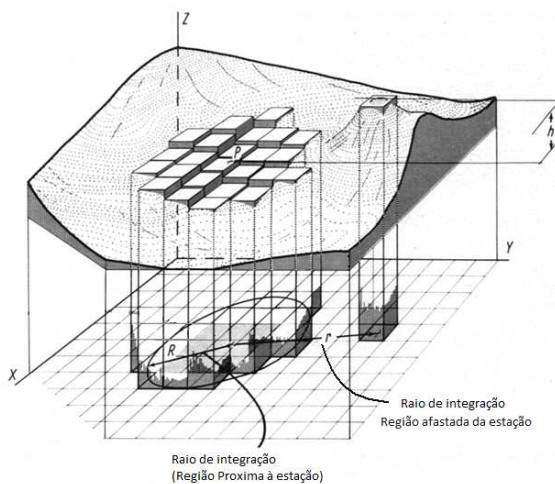 Z
P
h
Y
R
r
X
Raio de integração
Região afastada da estação
Raio de integração
(Região Proxima à estação)